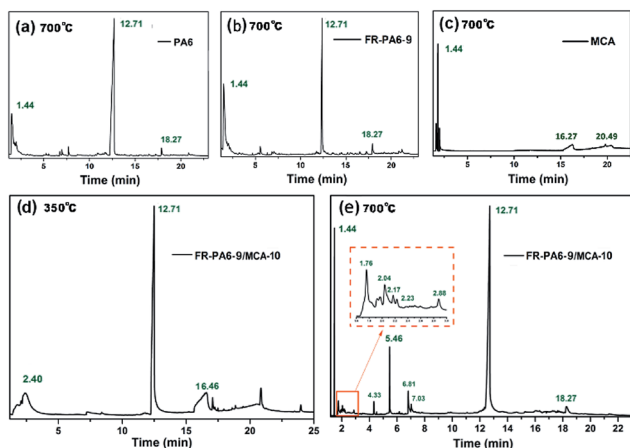 (a) 700℃
12.71
PA6
1.44
18.27
5 10 15 20
Time (min)
(b) 700℃
12.71
FR-PA6-9
1.44
18.27
5 10 15 20
Time (min)
(c) 700℃
MCA
1.44
16.27 20.49
5 10 15 20
Time (min)
(d) 350℃
12.71
FR-PA6-9/MCA-10
2.40
16.46
5 10 15 20 25
Time (min)
(e) 700℃
12.71
1.44
FR-PA6-9/MCA-10
1.76
2.04
2.17
2.23
2.88
5.46
4.33
6.81
7.03
18.27
2 4 6 8 10 12 14 16 18 20 22
Time (min)